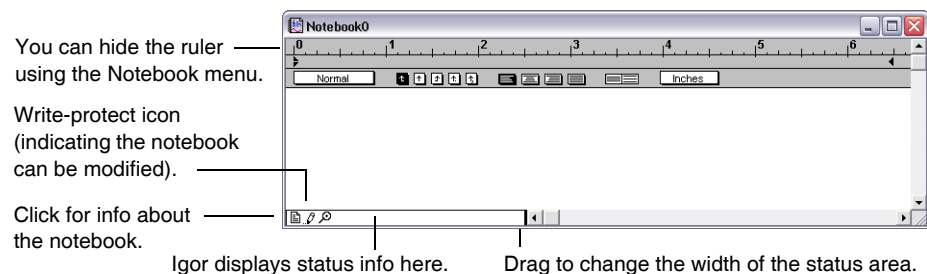 Notebook0
You can hide the ruler
using the Notebook menu.
0 1 2 3 4 5 6
Normal Inches
Write-protect icon
(indicating the notebook
can be modified).
Click for info about
the notebook.
Igor displays status info here.
Drag to change the width of the status area.